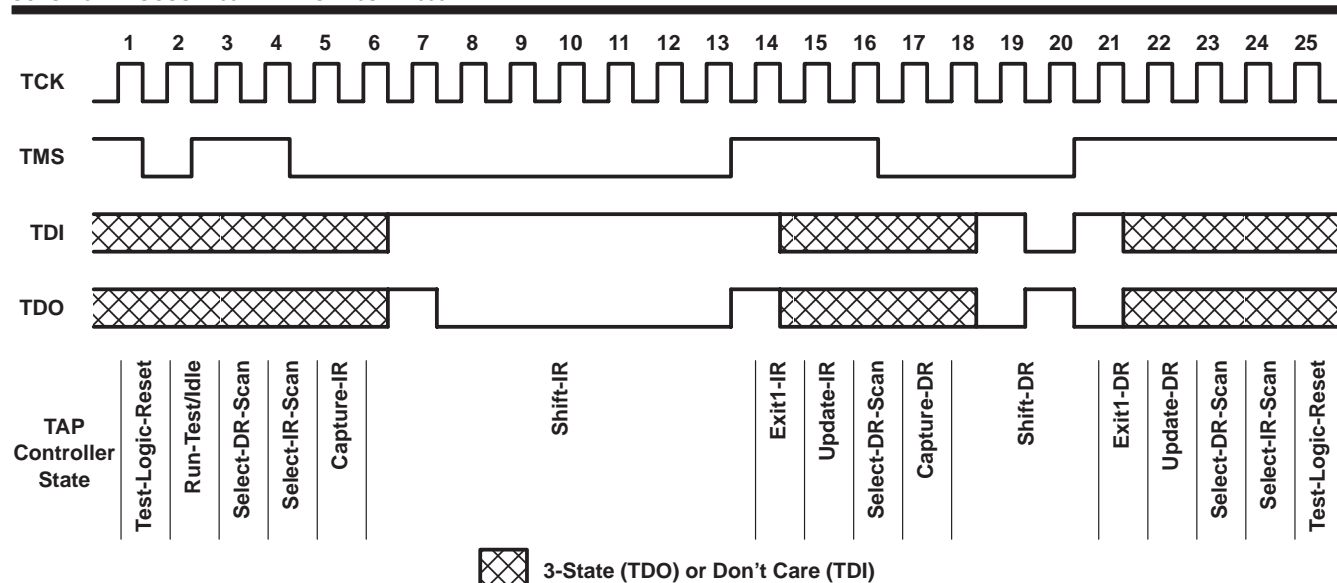 1 2 3 4 5 6 7 8 9 10 11 12 13 14 15 16 17 18 19 20 21 22 23 24 25
TCK
TMS
TDI
TDO
TAP
Controller
State
Test-Logic-Reset
Run-Test/Idle
Select-DR-Scan
Select-IR-Scan
Capture-IR
Shift-IR
Exit1-IR
Update-IR
Select-DR-Scan
Capture-DR
Shift-DR
Exit1-DR
Update-DR
Select-DR-Scan
Select-IR-Scan
Test-Logic-Reset
3-State (TDO) or Don't Care (TDI)